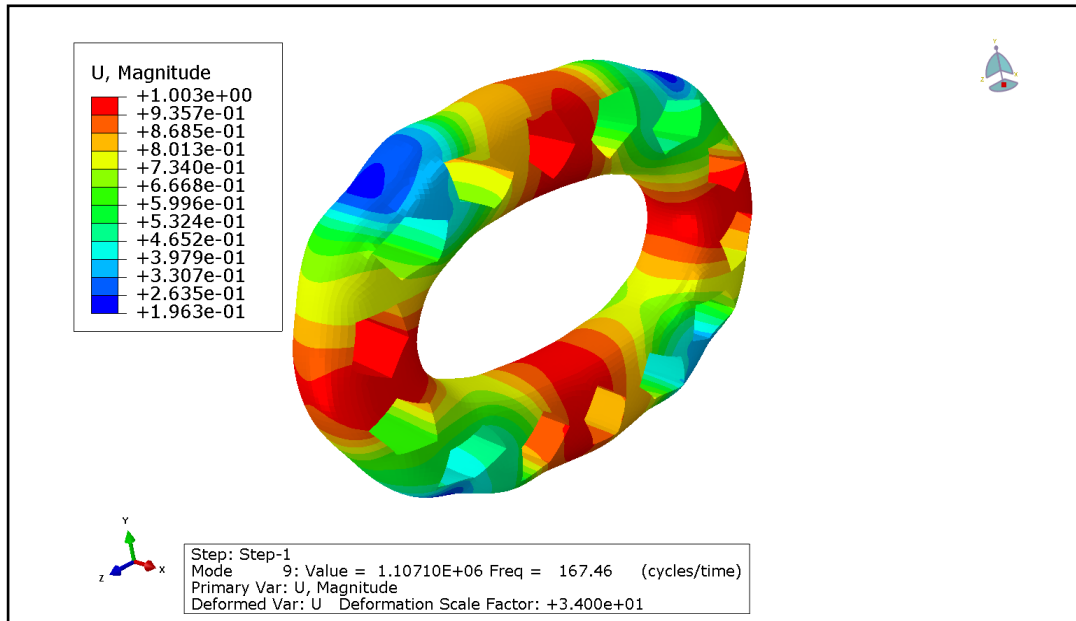 U, Magnitude
+1.003e+00
+9.357e-01
+8.685e-01
+8.013e-01
+7.340e-01
+6.668e-01
+5.996e-01
+5.324e-01
+4.652e-01
+3.979e-01
+3.307e-01
+2.635e-01
+1.963e-01
Y
Z
X
Y
Z
X
Step: Step-1
Mode 9: Value = 1.10710E+06 Freq = 167.46 (cycles/time)
Primary Var: U, Magnitude
Deformed Var: U Deformation Scale Factor: +3.400e+01